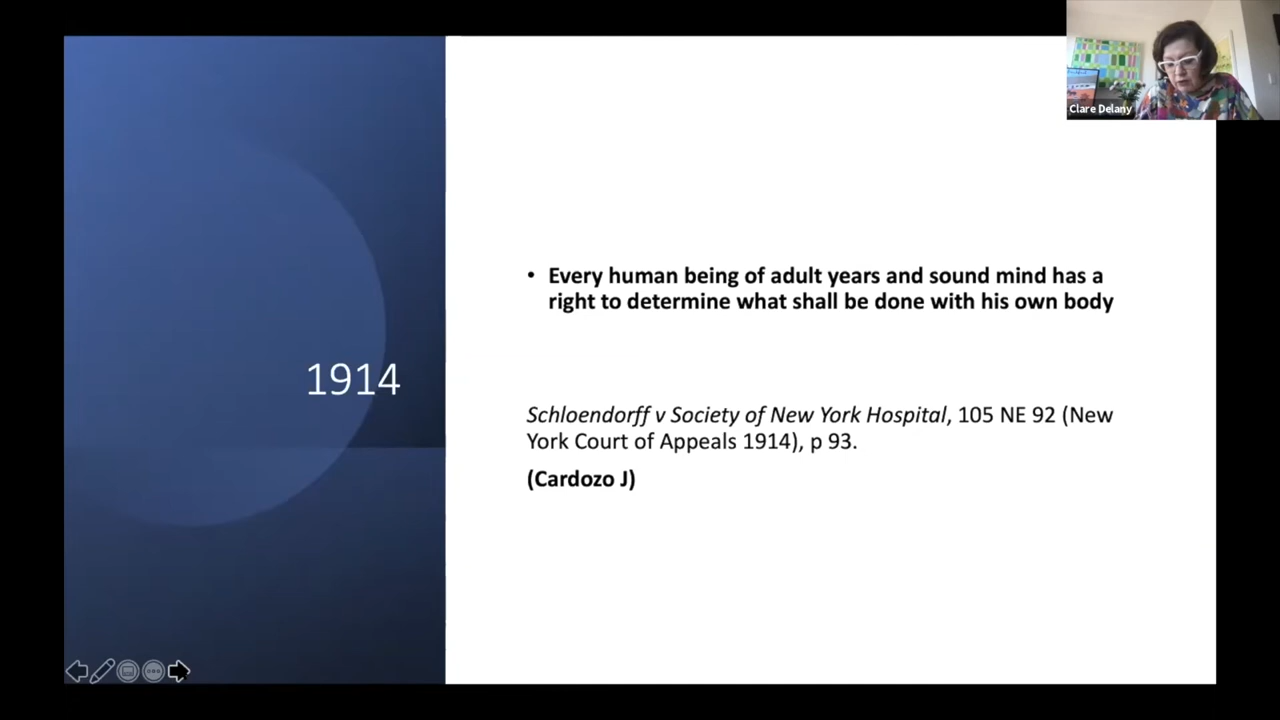 Clare Delany
1914
• Every human being of adult years and sound mind has a
right to determine what shall be done with his own body
Schloendorff v Society of New York Hospital, 105 NE 92 (New
York Court of Appeals 1914), p 93.
(Cardozo J)